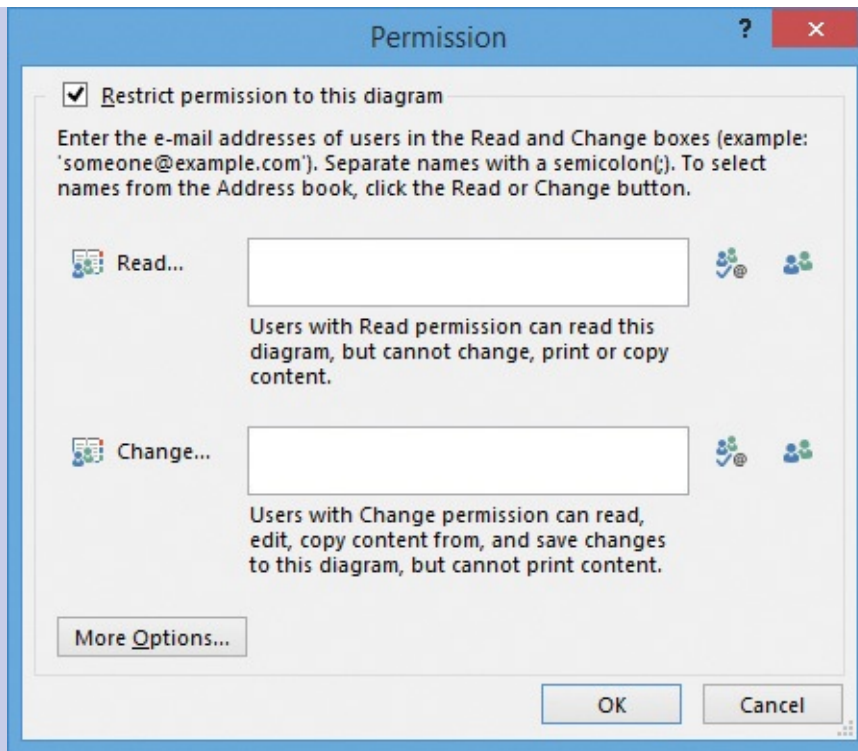 Permission
?
×
Restrict permission to this diagram
Enter the e-mail addresses of users in the Read and Change boxes (example:
'someone@example.com'). Separate names with a semicolon(;). To select
names from the Address book, click the Read or Change button.
Read...
@
Users with Read permission can read this
diagram, but cannot change, print or copy
content.
Change...
@
Users with Change permission can read,
edit, copy content from, and save changes
to this diagram, but cannot print content.
More Options...
OK
Cancel